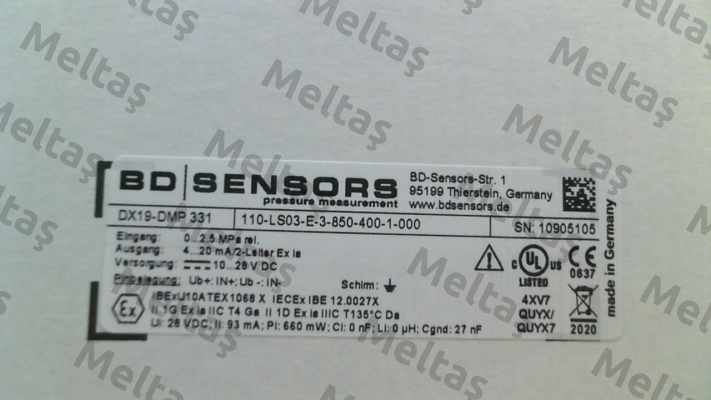 BD SENSORS
pressure measurement
BD-Sensors-Str. 1
95199 Thierstein, Germany
www.bdsensors.de
DX19-DMP 331 110-LS03-E-3-850-400-1-000 SN: 10905105
Eingang: 0...2,5 MPa rel.
Ausgang: 4...20 mA/2-Leiter Ex ia
Versorgung: 10...28 V DC
Pinbelegung: Ub+: IN+; Ub -: IN- Schirm:
C UL US LISTED
CE 0637
4XV7
QUYX/
QUYX7
2020
made in Germany
Ex
IBExU10ATEX1068 X IECEx IBE 12.0027X
II 1G Ex ia IIC T4 Ga II 1D Ex ia IIIC T135°C Da
Ui: 28 VDC; Ii: 93 mA; Pi: 660 mW; Ci: 0 nF; Li: 0 µH; Cgnd: 27 nF
Meltaş